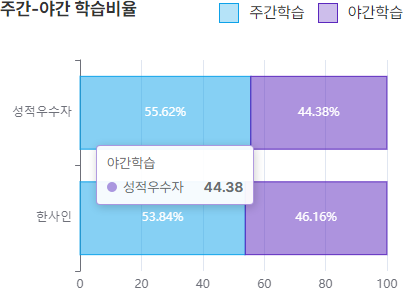 주간-야간 학습비율
주간학습 야간학습
성적우수자 55.62% 44.38%
야간학습
성적우수자 44.38
한사인 53.84% 46.16%
0 20 40 60 80 100